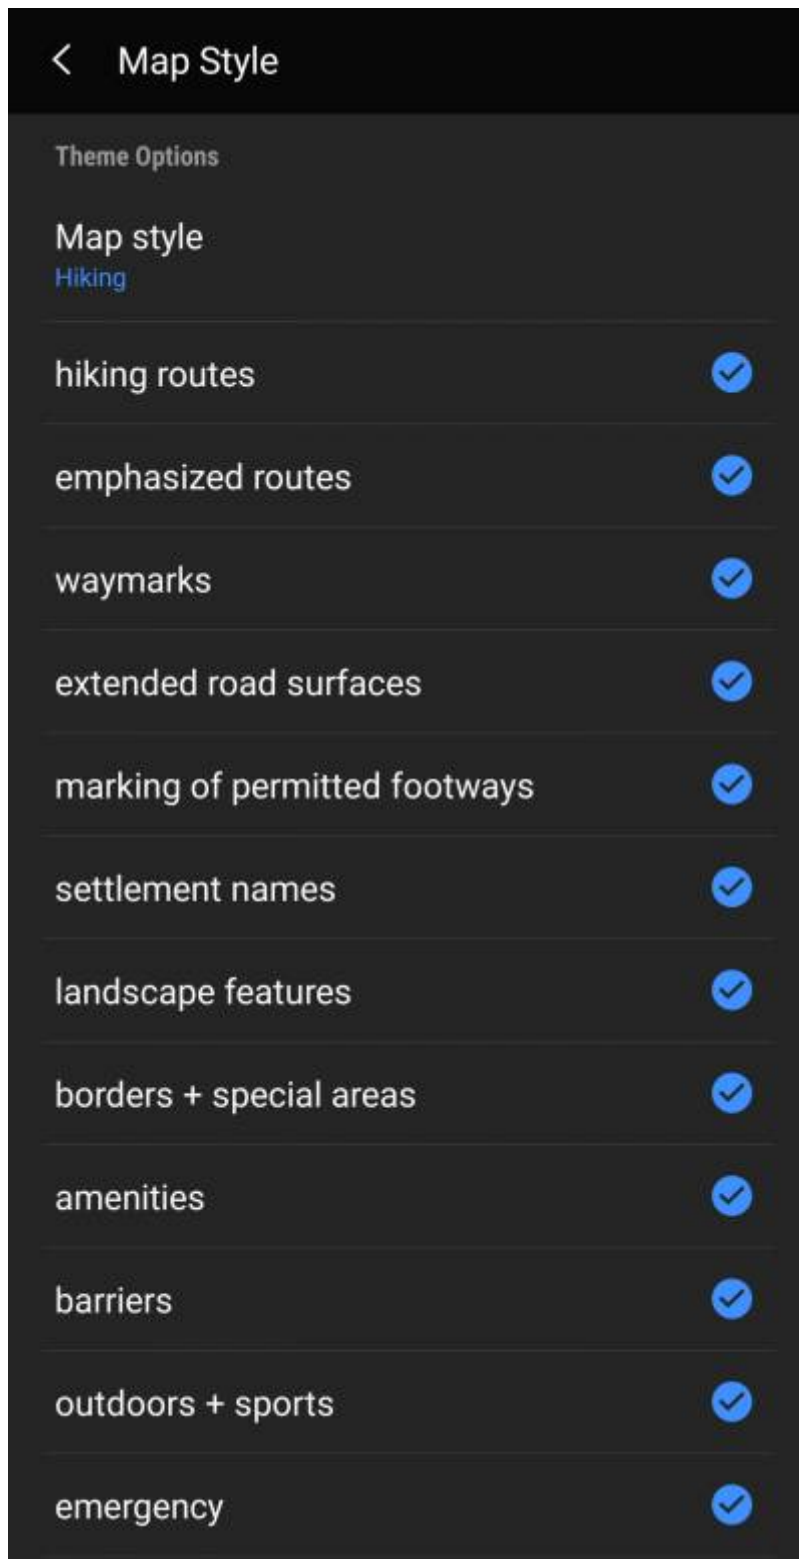 Map Style
Theme Options
Map style
Hiking
hiking routes
emphasized routes
waymarks
extended road surfaces
marking of permitted footways
settlement names
landscape features
borders + special areas
amenities
barriers
outdoors + sports
emergency